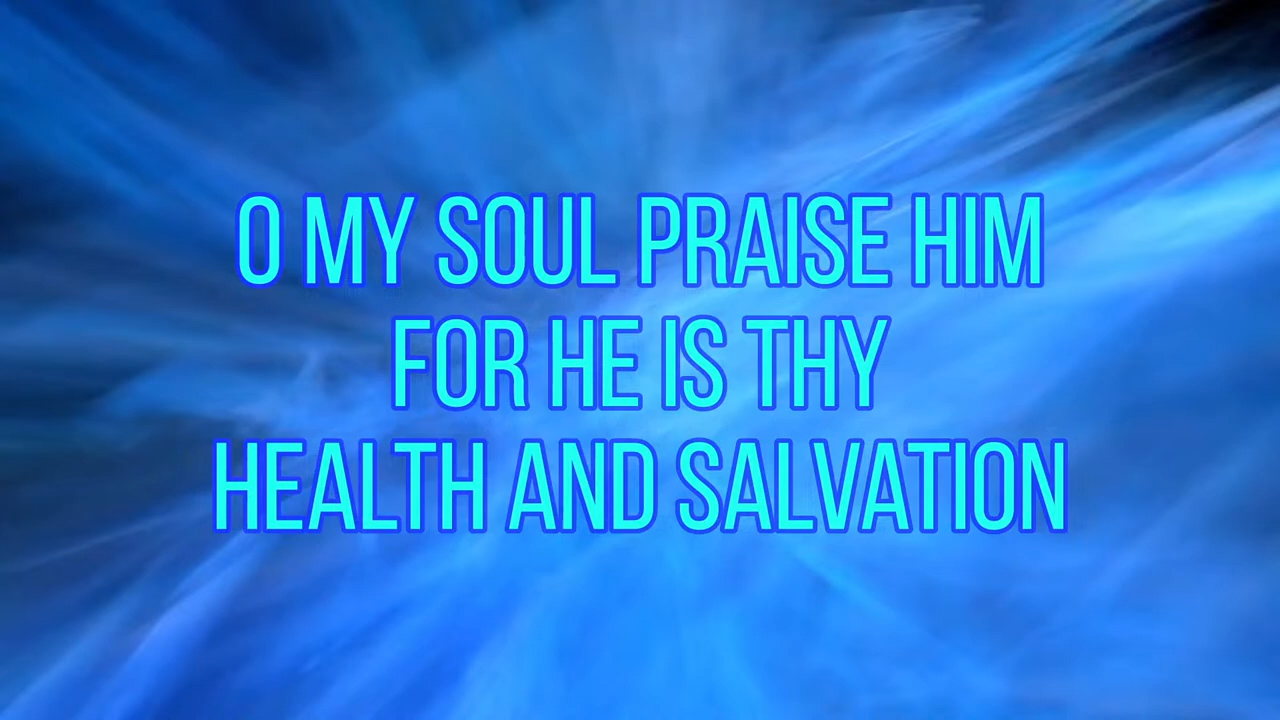 O MY SOUL PRAISE HIM
FOR HE IS THY
HEALTH AND SALVATION